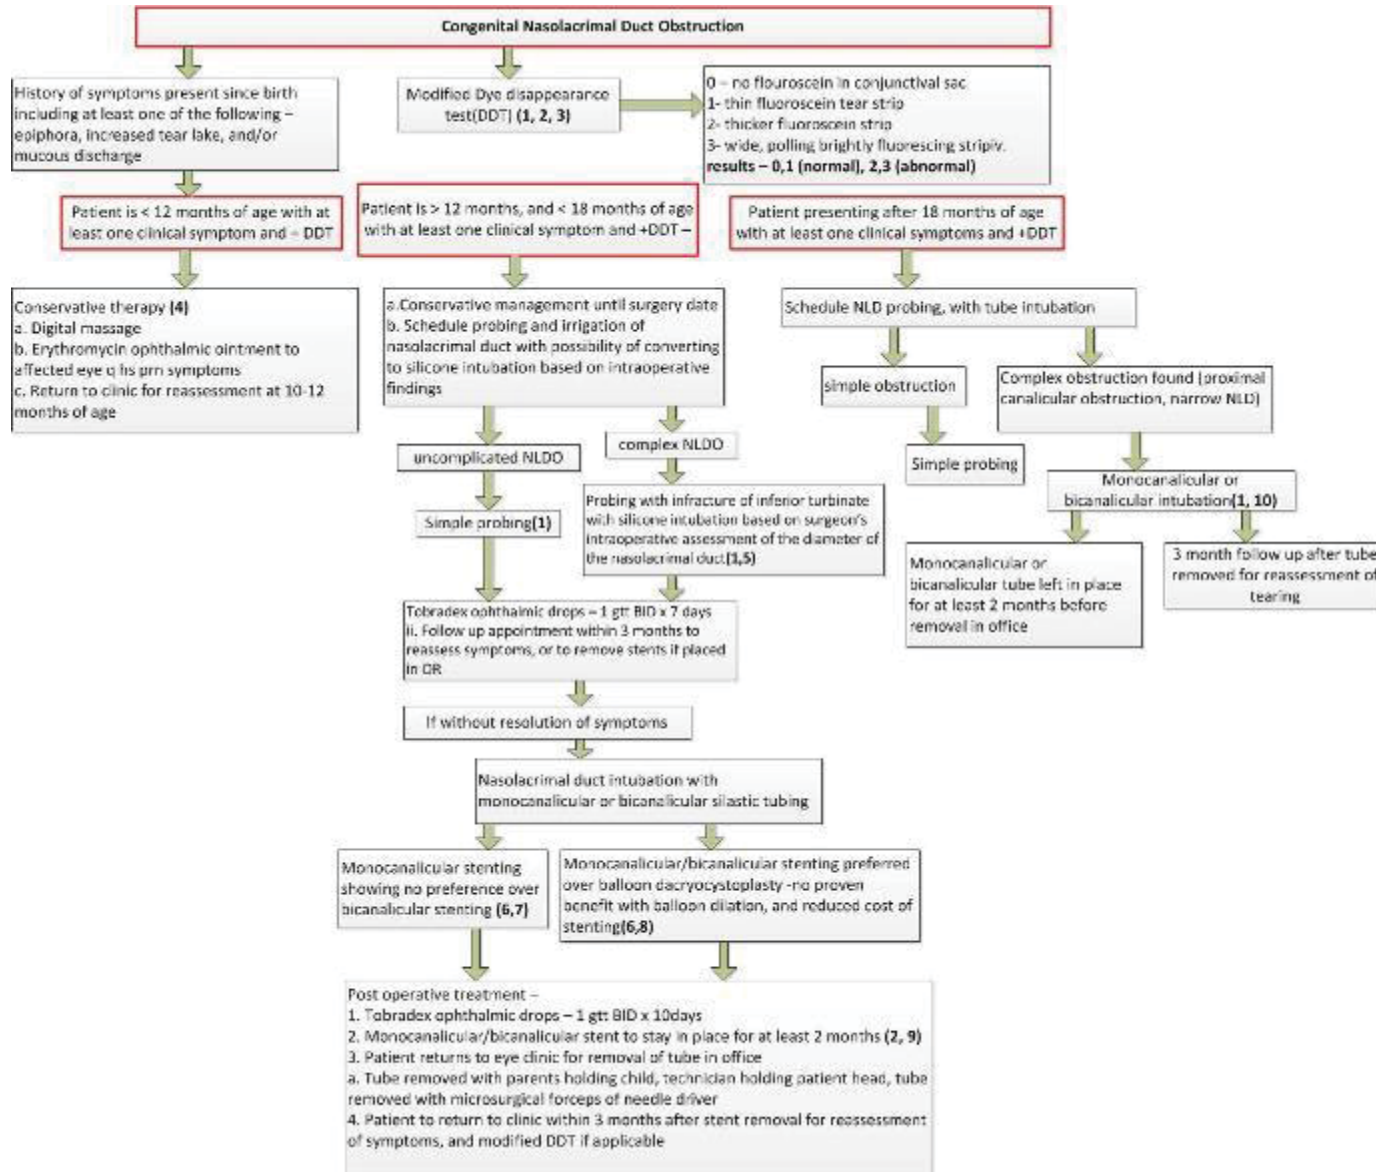 Congenital Nasolacrimal Duct Obstruction
History of symptoms present since birth
including at least one of the following –
epiphora, increased tear lake, and/or
mucous discharge
Modified Dye disappearance
test(DDT) (1, 2, 3)
0 – no flouroscein in conjunctival sac
1- thin fluoroscein tear strip
2- thicker fluoroscein strip
3- wide, polling brightly fluorescing stripiv.
results – 0,1 (normal), 2,3 (abnormal)
Patient is < 12 months of age with at
least one clinical symptom and + DDT
Patient is > 12 months, and < 18 months of age
with at least one clinical symptom and +DDT –
Patient presenting after 18 months of age
with at least one clinical symptoms and +DDT
Conservative therapy (4)
a. Digital massage
b. Erythromycin ophthalmic ointment to
affected eye q hs prn symptoms
c. Return to clinic for reassessment at 10-12
months of age
a.Conservative management until surgery date
b. Schedule probing and irrigation of
nasolacrimal duct with possibility of converting
to silicone intubation based on intraoperative
findings
Schedule NLD probing, with tube intubation
simple obstruction
Complex obstruction found (proximal
canalicular obstruction, narrow NLD)
uncomplicated NLDO
complex NLDO
Simple probing
Monocanalicular or
bicanalicular intubation(1, 10)
Simple probing(1)
Probing with infracture of inferior turbinate
with silicone intubation based on surgeon's
intraoperative assessment of the diameter of
the nasolacrimal duct(1,5)
Monocanalicular or
bicanalicular tube left in place
for at least 2 months before
removal in office
3 month follow up after tube
removed for reassessment of
tearing
Tobradex ophthalmic drops – 1 gtt BID x 7 days
ii. Follow up appointment within 3 months to
reassess symptoms, or to remove stents if placed
in OR
If without resolution of symptoms
Nasolacrimal duct intubation with
monocanalicular or bicanalicular silastic tubing
Monocanalicular stenting
showing no preference over
bicanalicular stenting (6,7)
Monocanalicular/bicanalicular stenting preferred
over balloon dacryocystoplasty -no proven
benefit with balloon dilation, and reduced cost of
stenting(6,8)
Post operative treatment –
1. Tobradex ophthalmic drops – 1 gtt BID x 10days
2. Monocanalicular/bicanalicular stent to stay in place for at least 2 months (2, 9)
3. Patient returns to eye clinic for removal of tube in office
a. Tube removed with parents holding child, technician holding patient head, tube
removed with microsurgical forceps of needle driver
4. Patient to return to clinic within 3 months after stent removal for reassessment
of symptoms, and modified DDT if applicable